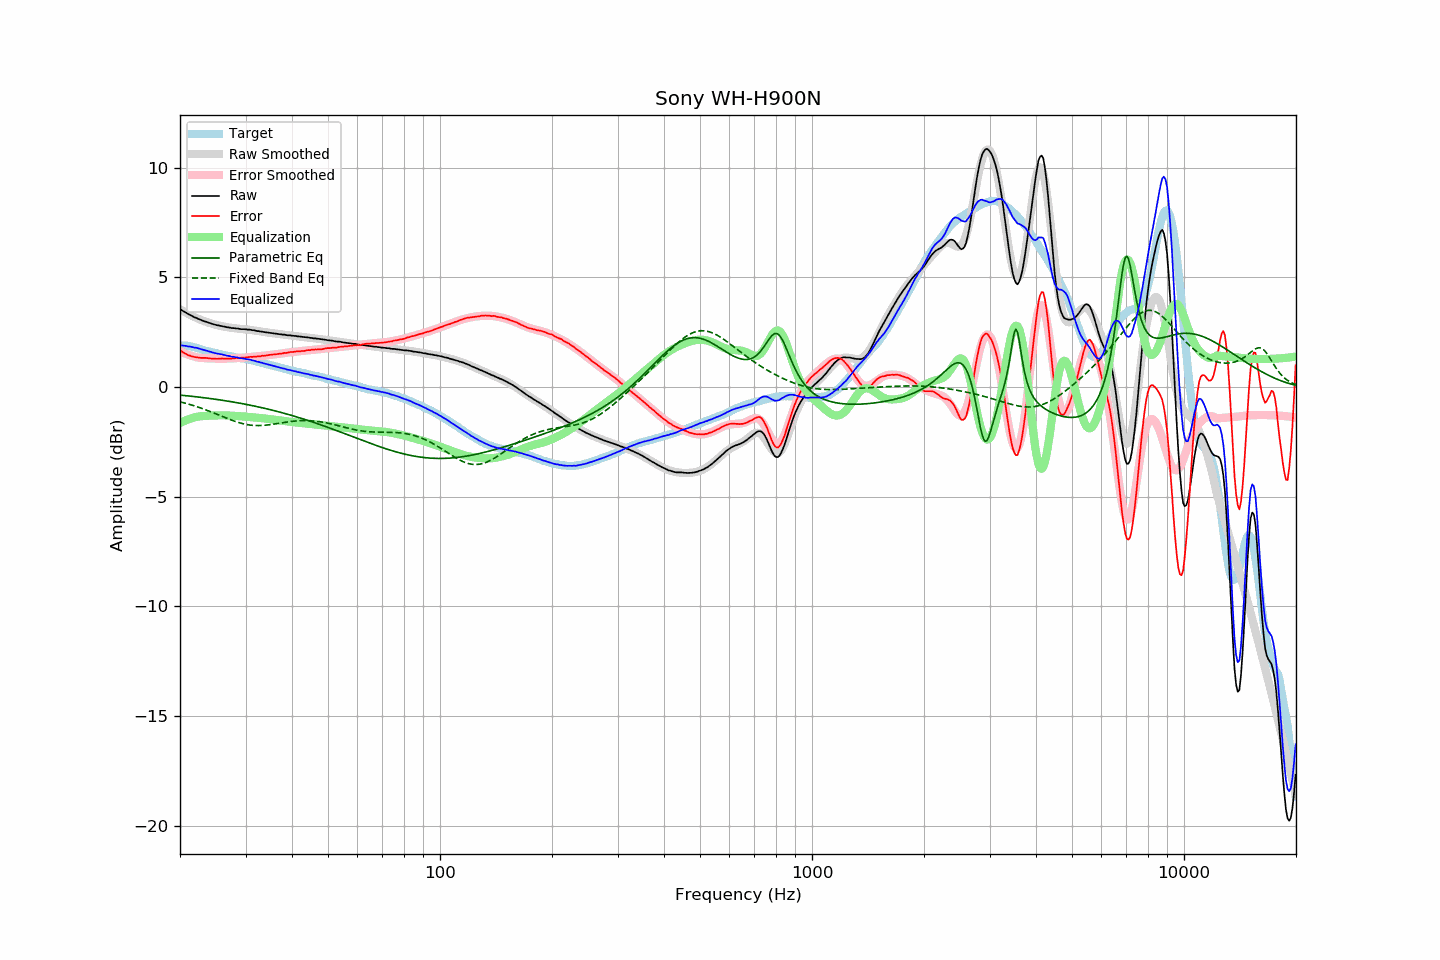 Sony WH-H900N
Target
Raw Smoothed
Error Smoothed
Raw
Error
Equalization
Parametric Eq
Fixed Band Eq
Equalized
10
5
0
−5
−10
−15
−20
Amplitude (dBr)
100
1000
10000
Frequency (Hz)